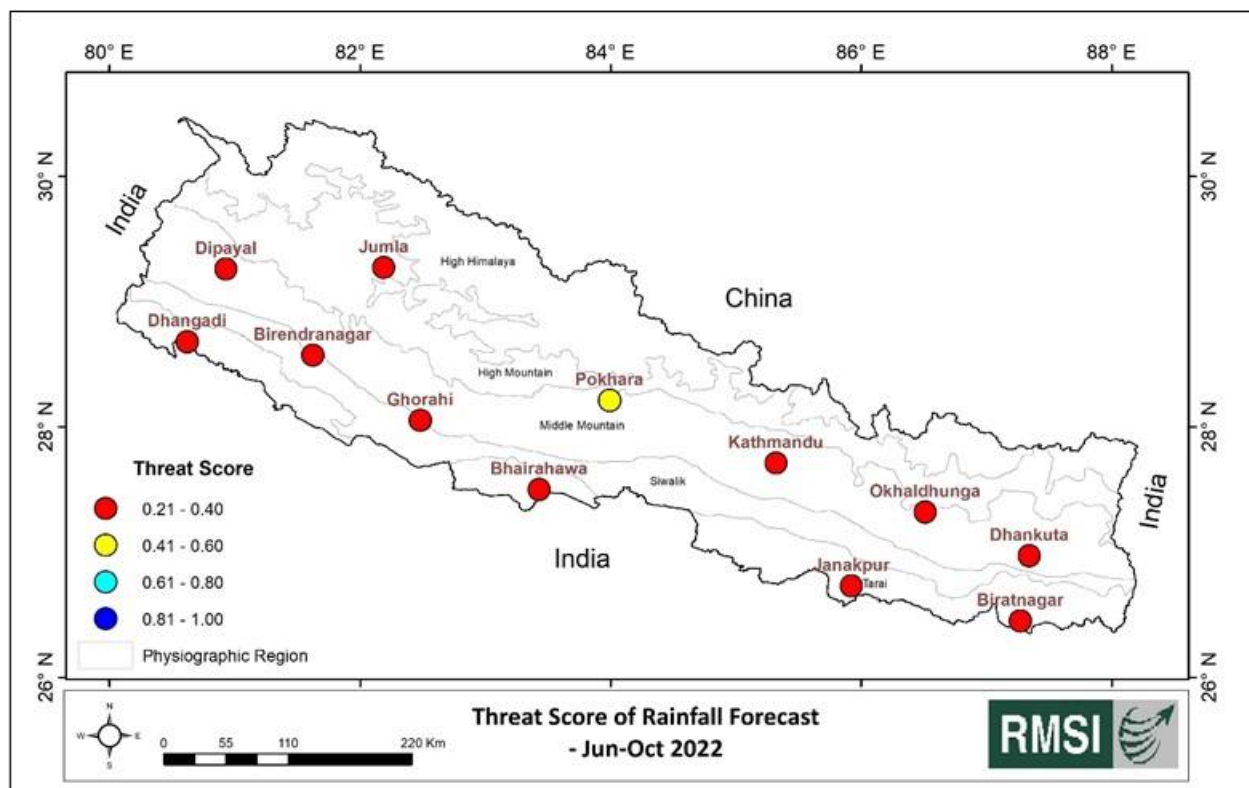 80° E 82° E 84° E 86° E 88° E
30° N
30° N
India
Dipayal
Jumla
High Himalaya
China
Dhangadi
Birendranagar
High Mountain
Pokhara
Ghorahi
28° N
Middle Mountain
28° N
Kathmandu
Threat Score
Bhairahawa
Siwalik
Okhaldhunga
India
0.21 - 0.40
0.41 - 0.60
India
Dhankuta
0.61 - 0.80
Janakpur
Tarai
Biratnagar
0.81 - 1.00
Physiographic Region
26° N
26° N
N
W E
S
0 55 110 220 Km
Threat Score of Rainfall Forecast
- Jun-Oct 2022
RMSI